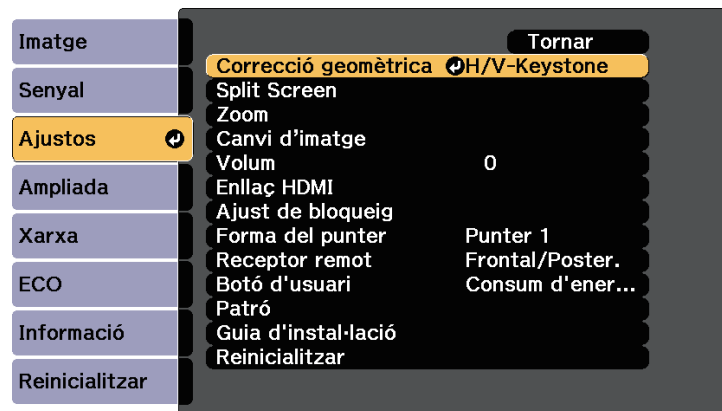 Imatge
Senyal
Ajustos
Ampliada
Xarxa
ECO
Informació
Reinicialitzar
Tornar
Correcció geomètrica H/V-Keystone
Split Screen
Zoom
Canvi d’imatge
Volum 0
Enllaç HDMI
Ajust de bloqueig
Forma del punter Punter 1
Receptor remot Frontal/Poster.
Botó d'usuari Consum d'ener...
Patró
Guia d'instal·lació
Reinicialitzar